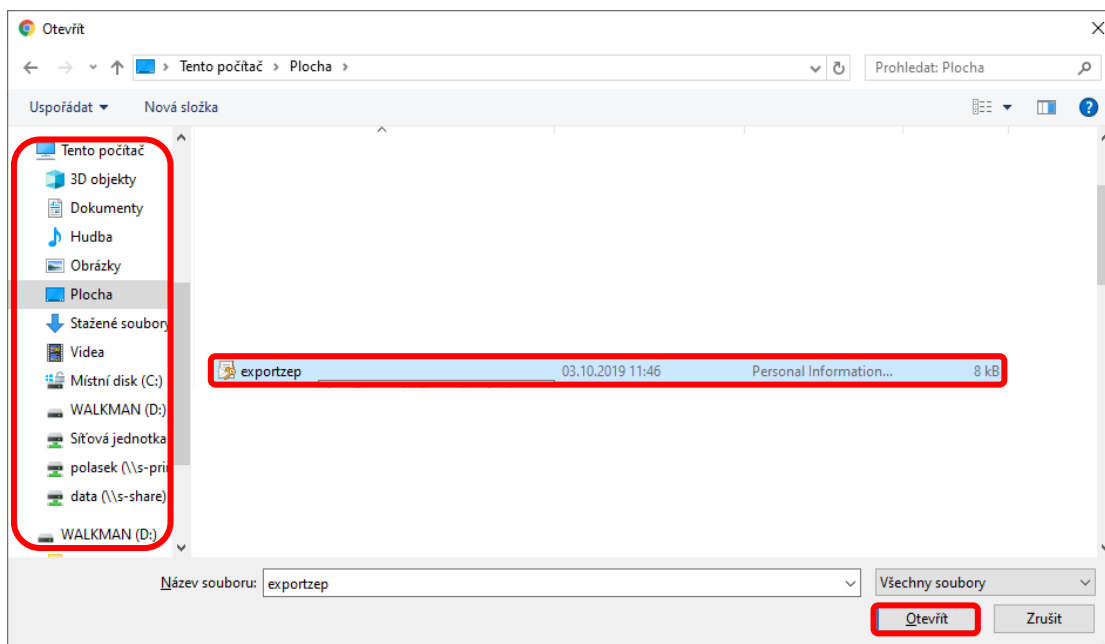 Otevřít
Tento počítač > Plocha >
Prohledat: Plocha
Uspořádat
Nová složka
Tento počítač
3D objekty
Dokumenty
Hudba
Obrázky
Plocha
Stažené soubory
Videa
exportzep 03.10.2019 11:46 Personal Information... 8 kB
Místní disk (C:)
WALKMAN (D:)
Síťová jednotka
polasek (\\s-prin
data (\\s-share)
WALKMAN (D:)
Název souboru: exportzep
Všechny soubory
Otevřít
Zrušit